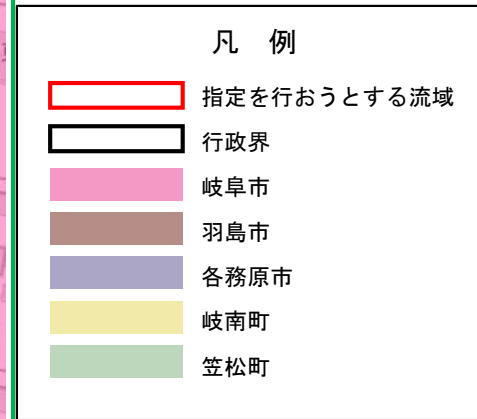 凡 例
指定を行おうとする流域
行政界
岐阜市
羽島市
各務原市
岐南町
笠松町